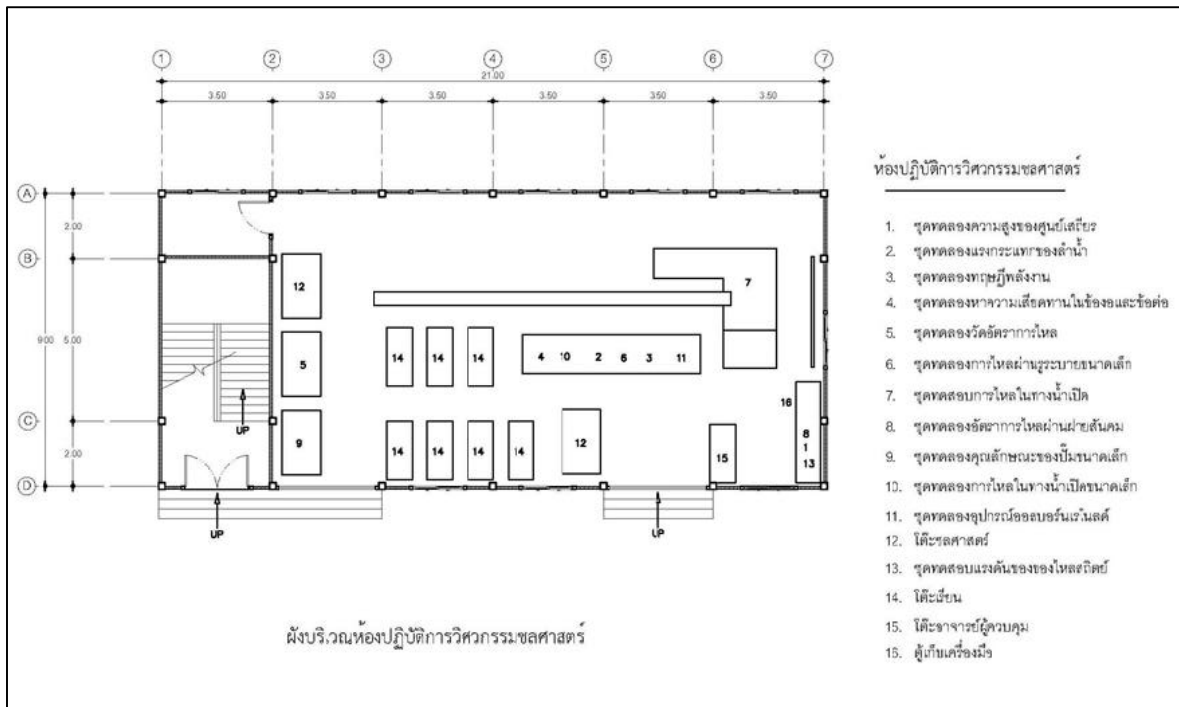 1 2 3 4 5 6 7
21.00
3.50 3.50 3.50 3.50 3.50 3.50
A
B
C
D
9.00
2.00
5.00
2.00
12
7
5
14 14 14
4 10 2 6 3 11
16
8
1
13
UP
9
14 14 14 14
12
15
UP
UP
ผังบริเวณห้องปฏิบัติการวิศวกรรมชลศาสตร์
ห้องปฏิบัติการวิศวกรรมชลศาสตร์
1. ชุดทดลองความสูงของศูนย์เสถียร
2. ชุดทดลองแรงกระแทกของลำน้ำ
3. ชุดทดลองทฤษฎีพลังงาน
4. ชุดทดลองหาความเสียดทานในข้องอและข้อต่อ
5. ชุดทดลองวัดอัตราการไหล
6. ชุดทดลองการไหลผ่านรูระบายขนาดเล็ก
7. ชุดทดสอบการไหลในทางน้ำเปิด
8. ชุดทดลองอัตราการไหลผ่านฝายสันคม
9. ชุดทดลองคุณลักษณะของปั๊มขนาดเล็ก
10. ชุดทดลองการไหลในทางน้ำเปิดขนาดเล็ก
11. ชุดทดลองอุปกรณ์ออสบอร์นเรโนลด์
12. โต๊ะชลศาสตร์
13. ชุดทดสอบแรงดันของของไหลสถิตย์
14. โต๊ะเรียน
15. โต๊ะอาจารย์ผู้ควบคุม
16. ตู้เก็บเครื่องมือ